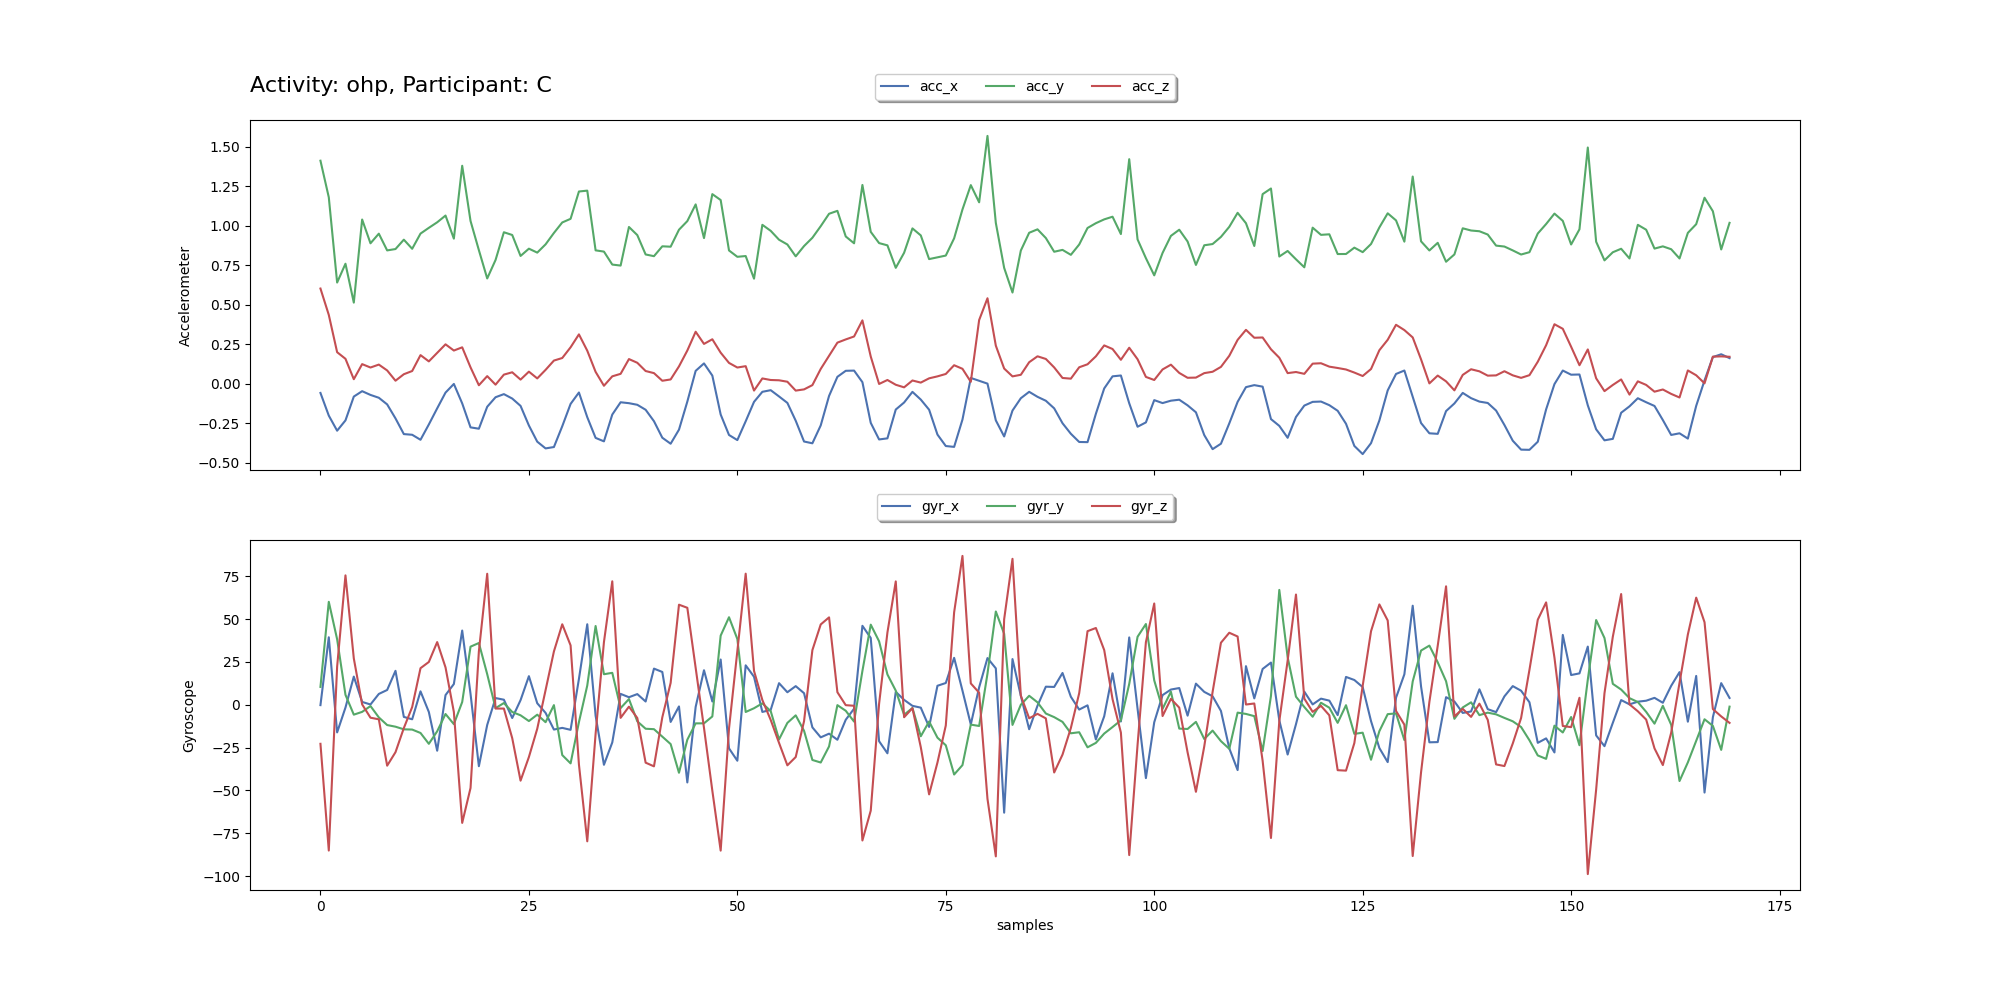 Activity: ohp, Participant: C
acc_x acc_y acc_z
1.50
1.25
1.00
0.75
0.50
0.25
0.00
−0.25
−0.50
Accelerometer
gyr_x gyr_y gyr_z
75
50
25
0
−25
−50
−75
−100
Gyroscope
0 25 50 75 100 125 150 175
samples